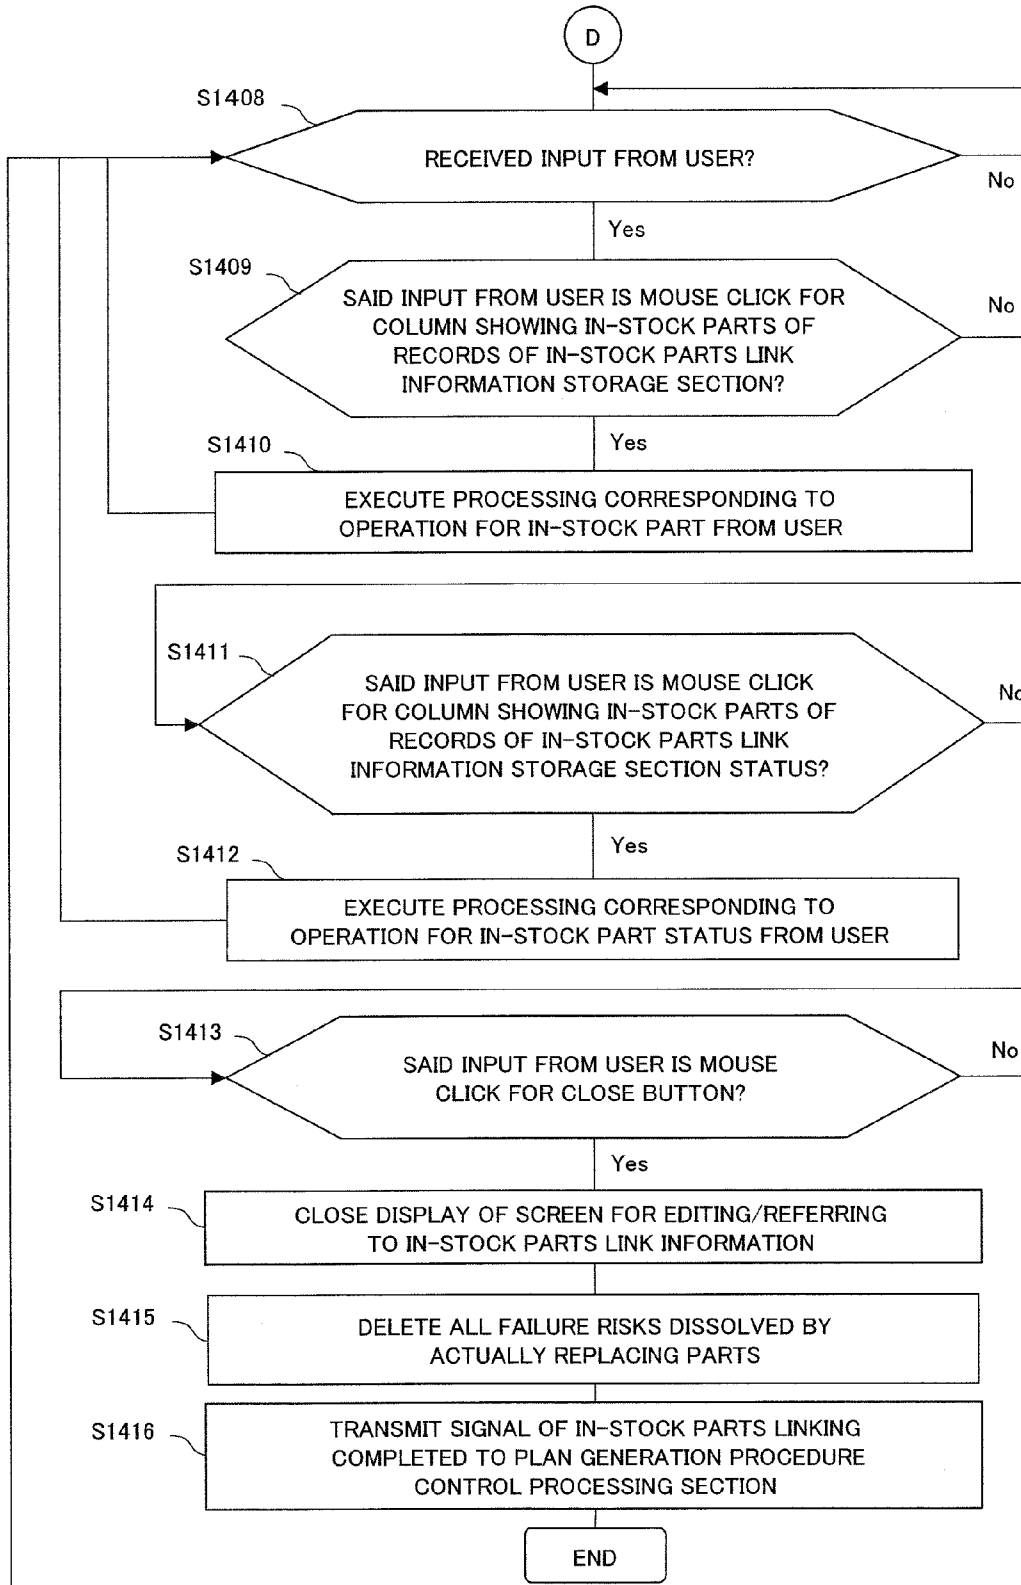 D
S1408
RECEIVED INPUT FROM USER?
No
Yes
S1409
SAID INPUT FROM USER IS MOUSE CLICK FOR
COLUMN SHOWING IN-STOCK PARTS OF
RECORDS OF IN-STOCK PARTS LINK
INFORMATION STORAGE SECTION?
No
Yes
S1410
EXECUTE PROCESSING CORRESPONDING TO
OPERATION FOR IN-STOCK PART FROM USER
S1411
SAID INPUT FROM USER IS MOUSE CLICK
FOR COLUMN SHOWING IN-STOCK PARTS OF
RECORDS OF IN-STOCK PARTS LINK
INFORMATION STORAGE SECTION STATUS?
No
Yes
S1412
EXECUTE PROCESSING CORRESPONDING TO
OPERATION FOR IN-STOCK PART STATUS FROM USER
S1413
SAID INPUT FROM USER IS MOUSE
CLICK FOR CLOSE BUTTON?
No
Yes
S1414
CLOSE DISPLAY OF SCREEN FOR EDITING/REFERRING
TO IN-STOCK PARTS LINK INFORMATION
S1415
DELETE ALL FAILURE RISKS DISSOLVED BY
ACTUALLY REPLACING PARTS
S1416
TRANSMIT SIGNAL OF IN-STOCK PARTS LINKING
COMPLETED TO PLAN GENERATION PROCEDURE
CONTROL PROCESSING SECTION
END